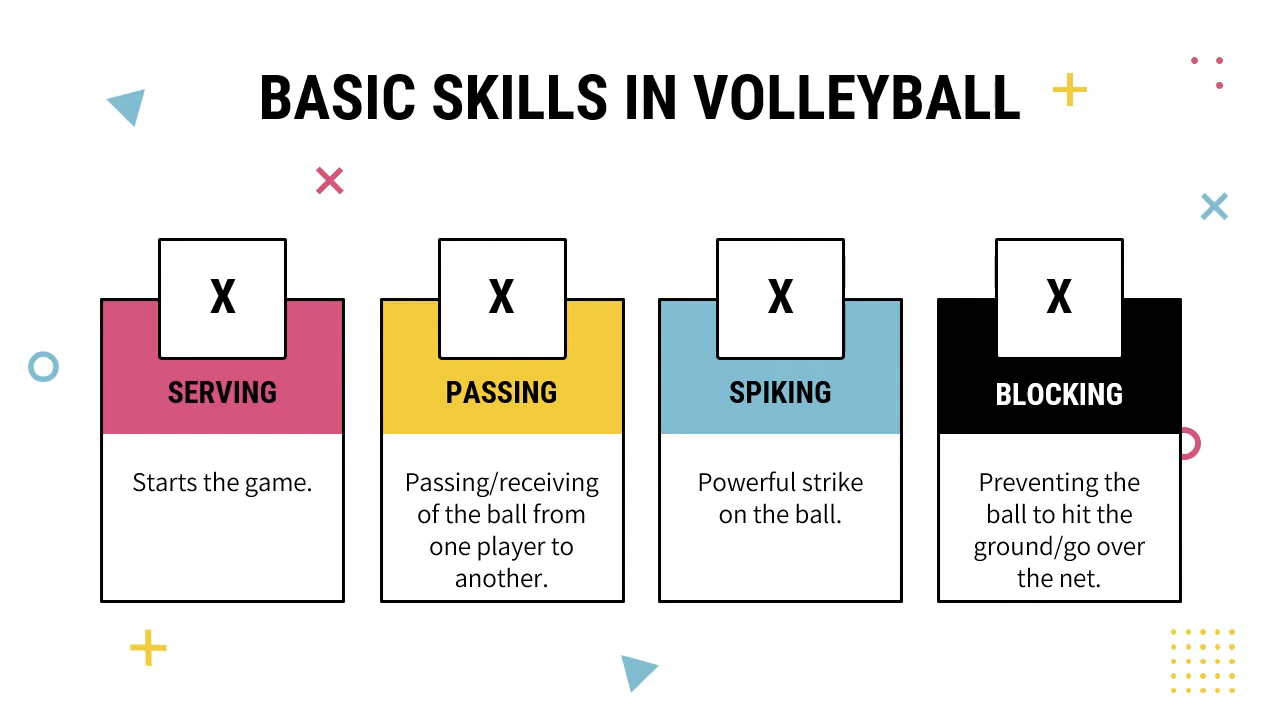 BASIC SKILLS IN VOLLEYBALL
X
SERVING
Starts the game.
X
PASSING
Passing/receiving
of the ball from
one player to
another.
X
SPIKING
Powerful strike
on the ball.
X
BLOCKING
Preventing the
ball to hit the
ground/go over
the net.